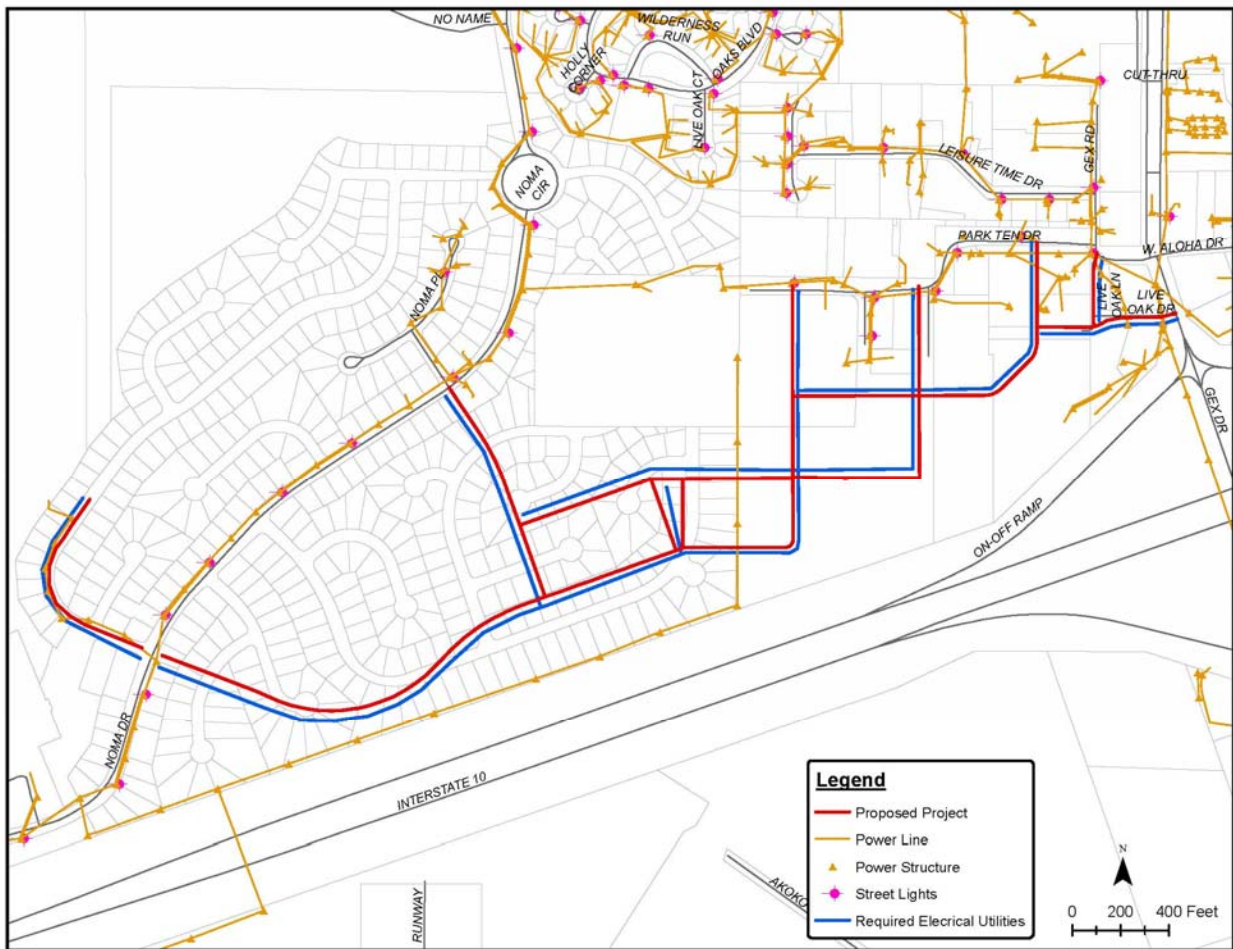 NO NAME
WILDERNESS
RUN
HOLLY
CORNER
OAKS BLVD
LIVE OAK CT
CUT-THRU
GEX RD
LEISURE TIME DR
NOMA
CIR
PARK TEN DR
W. ALOHA DR
NOMA PL
LIVE
OAK LN
LIVE
OAK DR
GEX DR
ON-OFF RAMP
NOMA DR
INTERSTATE 10
RUNWAY
Legend
Proposed Project
Power Line
Power Structure
Street Lights
Required Elecrical Utilities
N
0 200 400 Feet